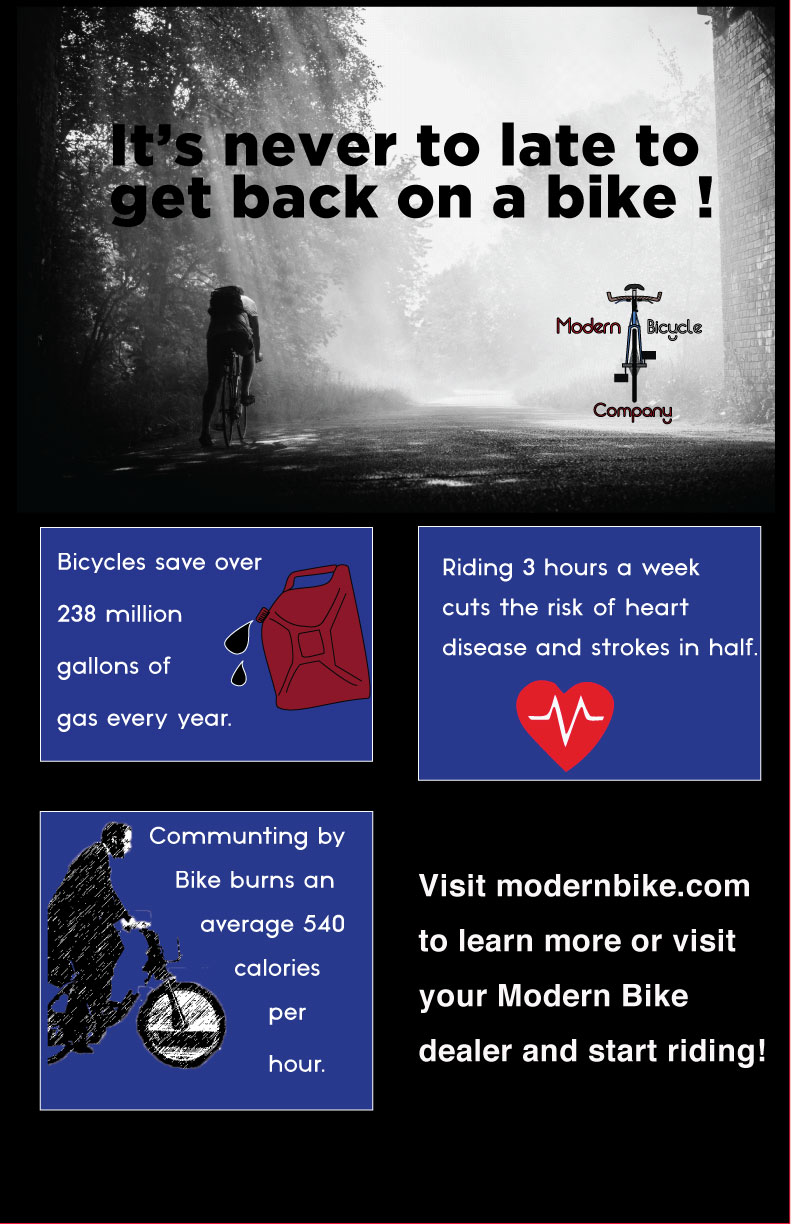 It's never to late to
get back on a bike !
Modern Bicycle
Company
Bicycles save over
238 million
gallons of
gas every year.
Riding 3 hours a week
cuts the risk of heart
disease and strokes in half.
Communting by
Bike burns an
average 540
calories
per
hour.
Visit modernbike.com
to learn more or visit
your Modern Bike
dealer and start riding!